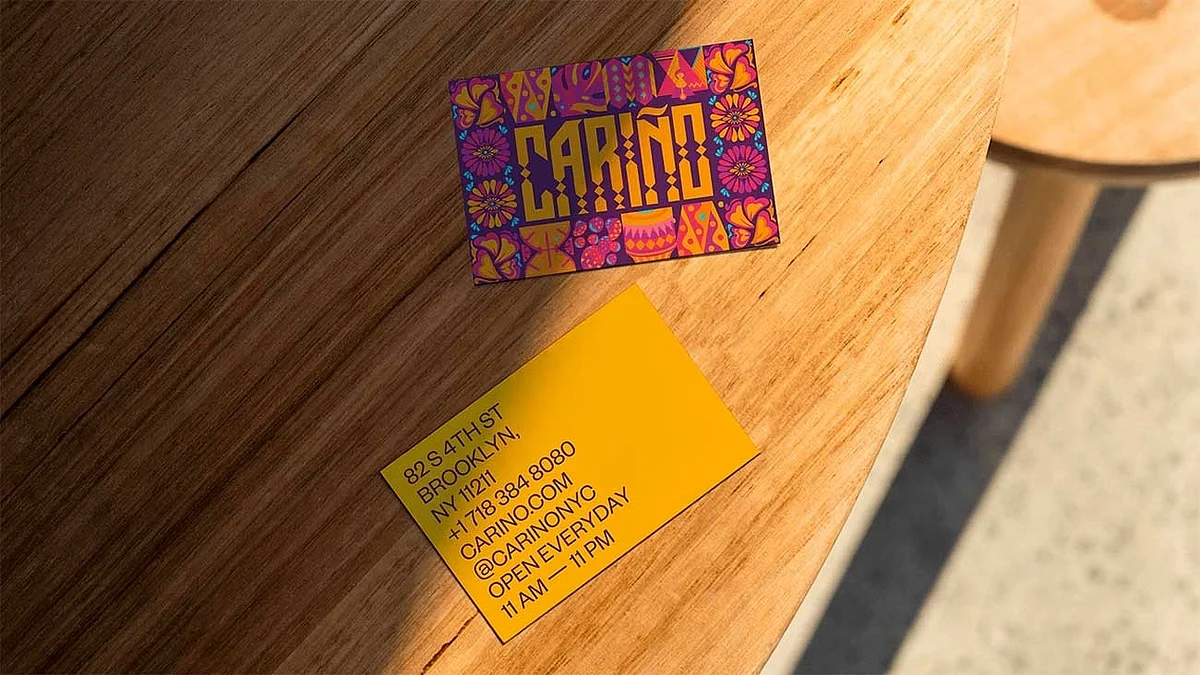 CARIÑO
82 S 4TH ST
BROOKLYN,
NY 11211
+1 718 384 8080
CARINO.COM
@CARINONYC
OPEN EVERYDAY
11 AM — 11 PM